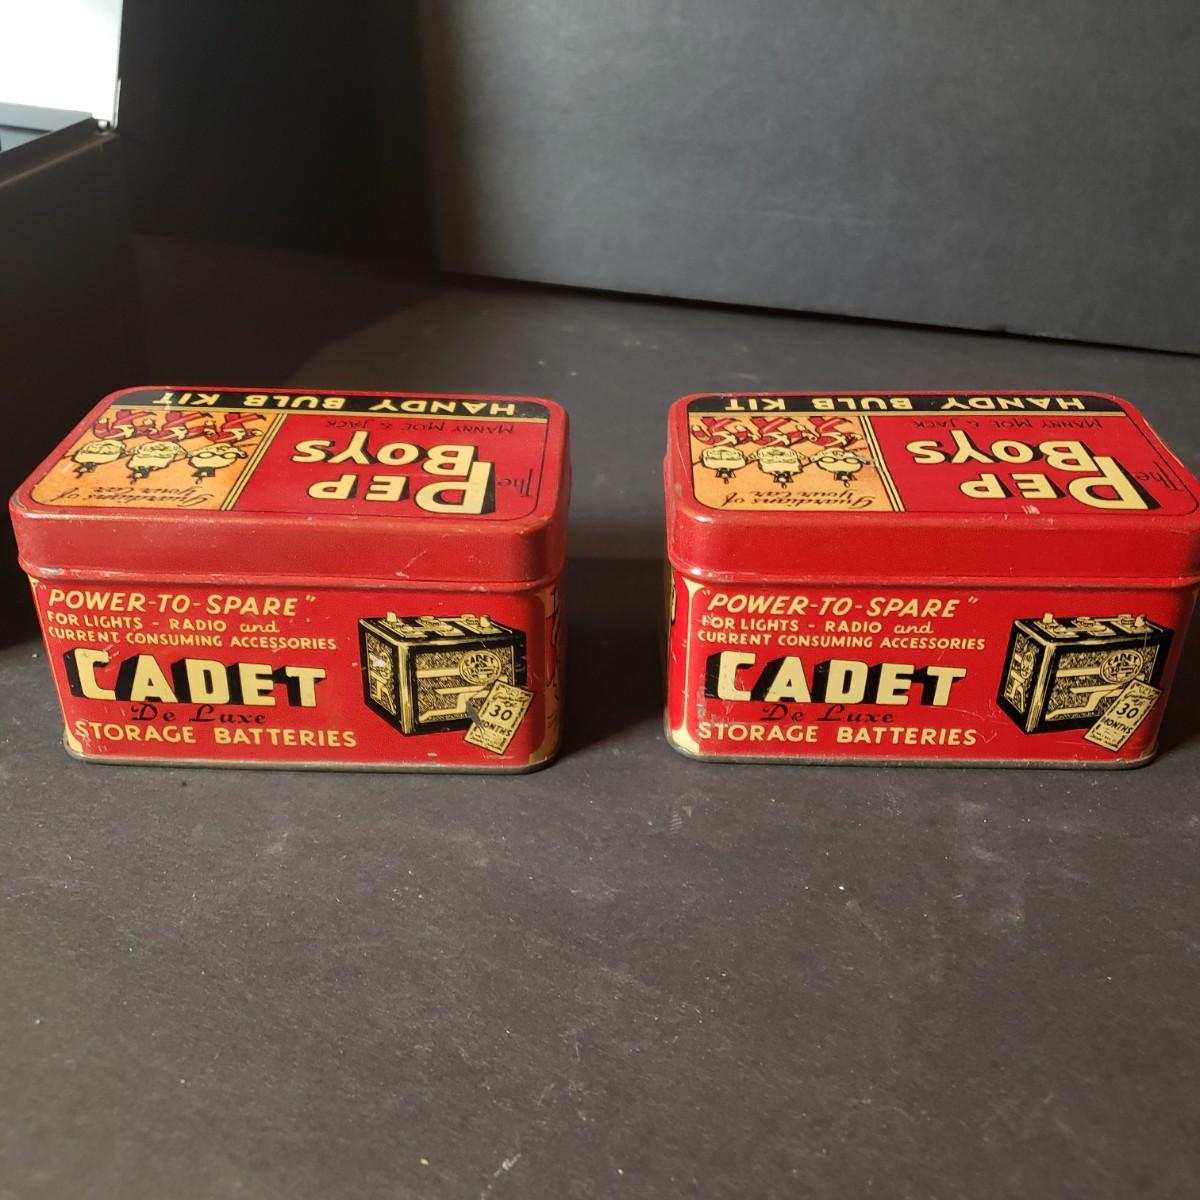 HANDY BULB KIT
MANNY MOE & JACK
The
PEP
BOYS
Guardians of
Your Car
"POWER-TO-SPARE"
FOR LIGHTS - RADIO and
CURRENT CONSUMING ACCESSORIES
CADET
De Luxe
STORAGE BATTERIES
CADET
30
MONTHS
HANDY BULB KIT
MANNY MOE & JACK
The
PEP
BOYS
Guardians of
Your Car
"POWER-TO-SPARE"
FOR LIGHTS - RADIO and
CURRENT CONSUMING ACCESSORIES
CADET
De Luxe
STORAGE BATTERIES
CADET
30
MONTHS